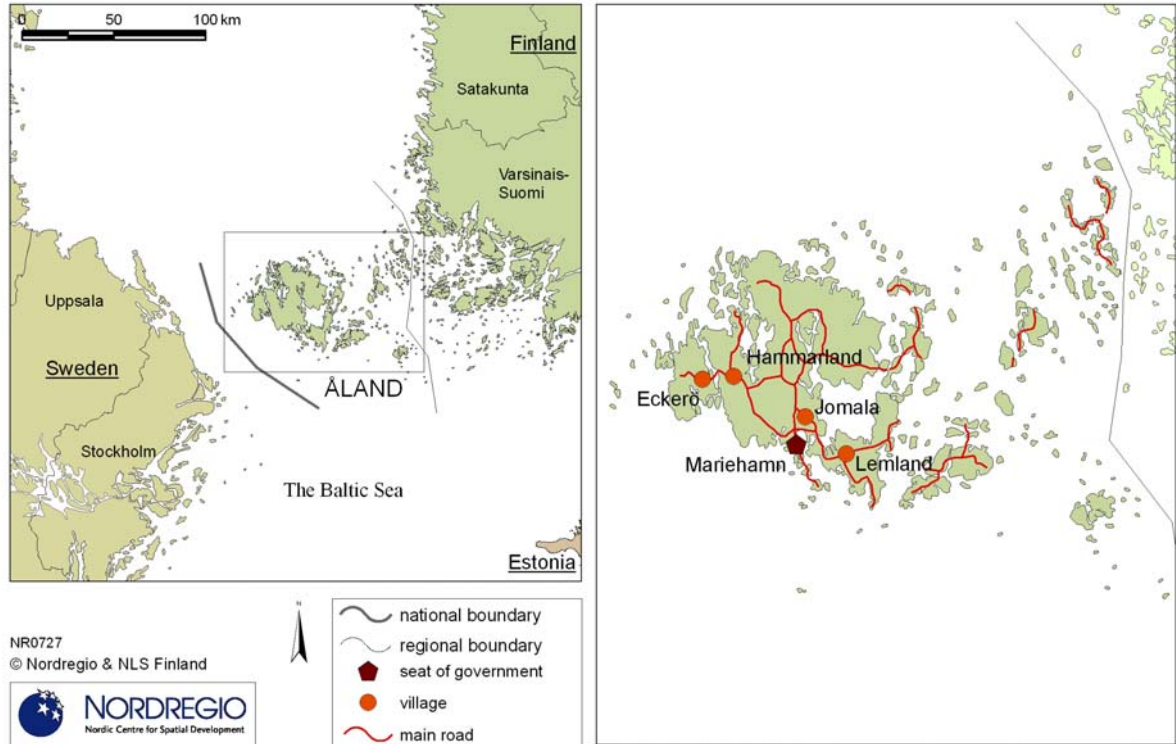 0 50 100 km
Finland
Satakunta
Varsinais-
Suomi
Uppsala
Sweden
ÅLAND
Stockholm
The Baltic Sea
Estonia
Hammarland
Eckerö
Jomala
Mariehamn
Lemland
NR0727
© Nordregio & NLS Finland
NORDREGIO
Nordic Centre for Spatial Development
N
national boundary
regional boundary
seat of government
village
main road